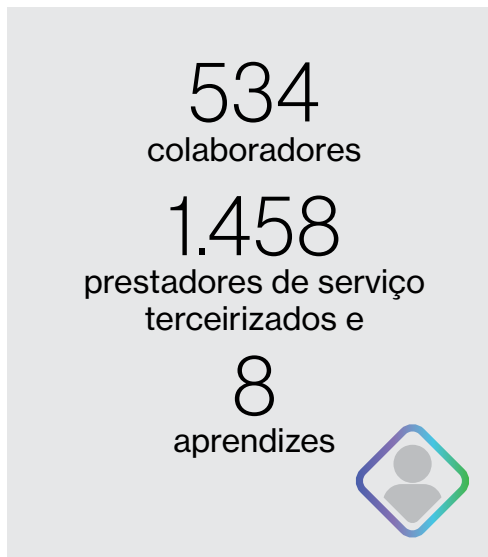 534
colaboradores
1.458
prestadores de serviço
terceirizados e
8
aprendizes